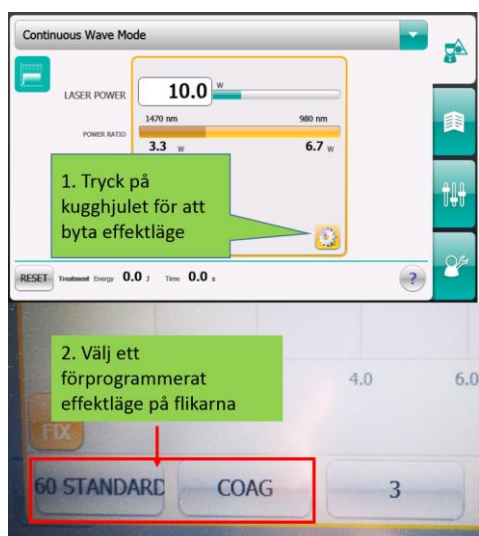 Continuous Wave Mode
LASER POWER 10.0 W
1470 nm 980 nm
POWER RATIO
3.3 W 6.7 W
1. Tryck på
kugghjulet för att
byta effektläge
RESET Treatment Energy 0.0 J Time 0.0 s ?
2. Välj ett
förprogrammerat
effektläge på flikarna
4.0 6.0
FIX
60 STANDARD COAG 3